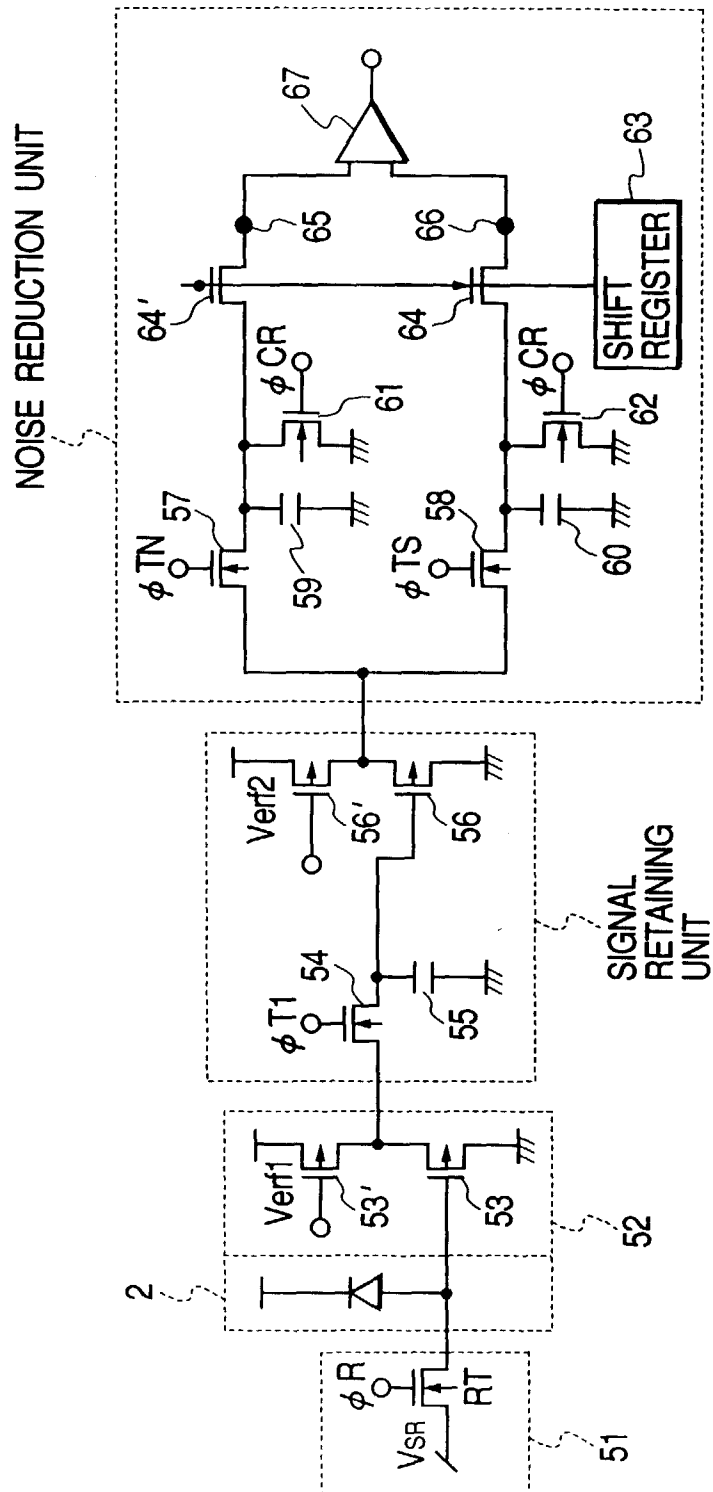 NOISE REDUCTION UNIT
φR
VSR
RT
51
2
Verf1
53'
53
52
φT1
54
55
Verf2
56'
56
SIGNAL
RETAINING
UNIT
φTN
57
59
φCR
61
64'
65
67
φTS
58
60
φCR
62
64
66
SHIFT
REGISTER
63